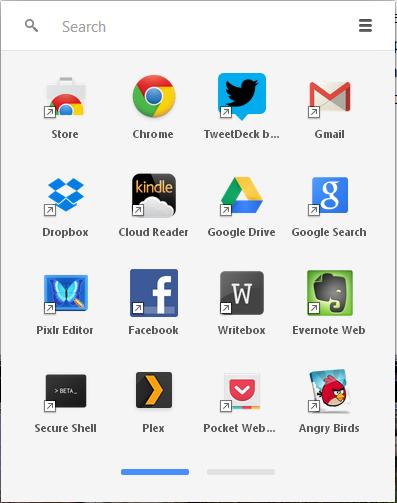 Search
Store Chrome TweetDeck b... Gmail
kindle
Dropbox Cloud Reader Google Drive Google Search
Pixlr Editor Facebook Writebox Evernote Web
> BETA_
Secure Shell Plex Pocket Web... Angry Birds